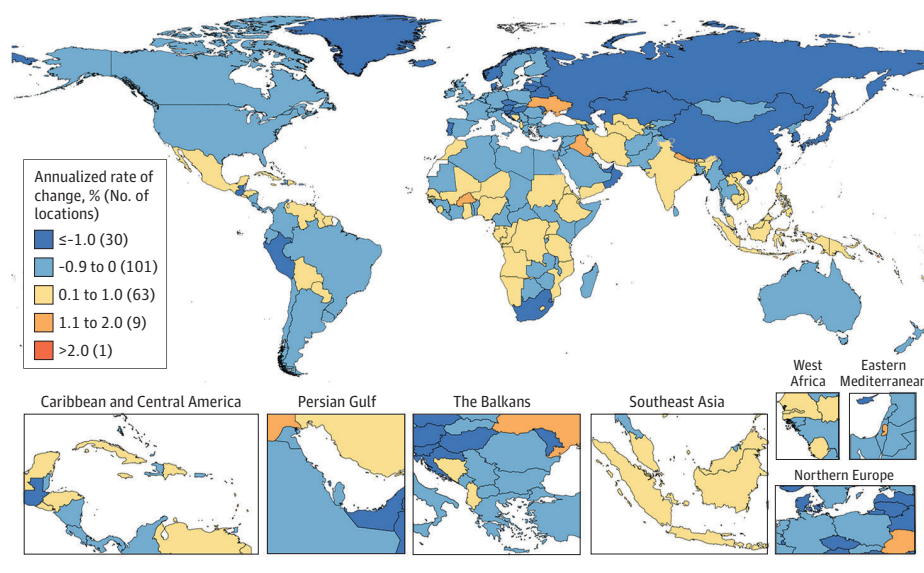 Annualized rate of
change, % (No. of
locations)
≤-1.0 (30)
-0.9 to 0 (101)
0.1 to 1.0 (63)
1.1 to 2.0 (9)
>2.0 (1)
Caribbean and Central America
Persian Gulf
The Balkans
Southeast Asia
West
Africa
Eastern
Mediterranean
Northern Europe